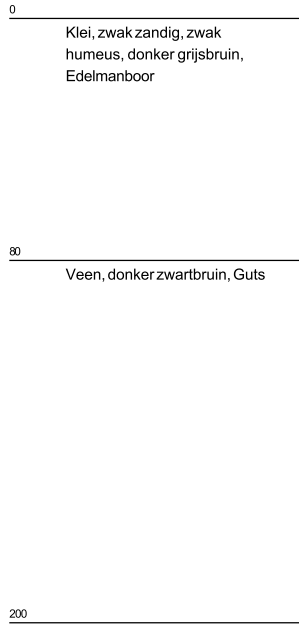 0
Klei, zwak zandig, zwak
humeus, donker grijsbruin,
Edelmanboor
80
Veen, donker zwartbruin, Guts
200